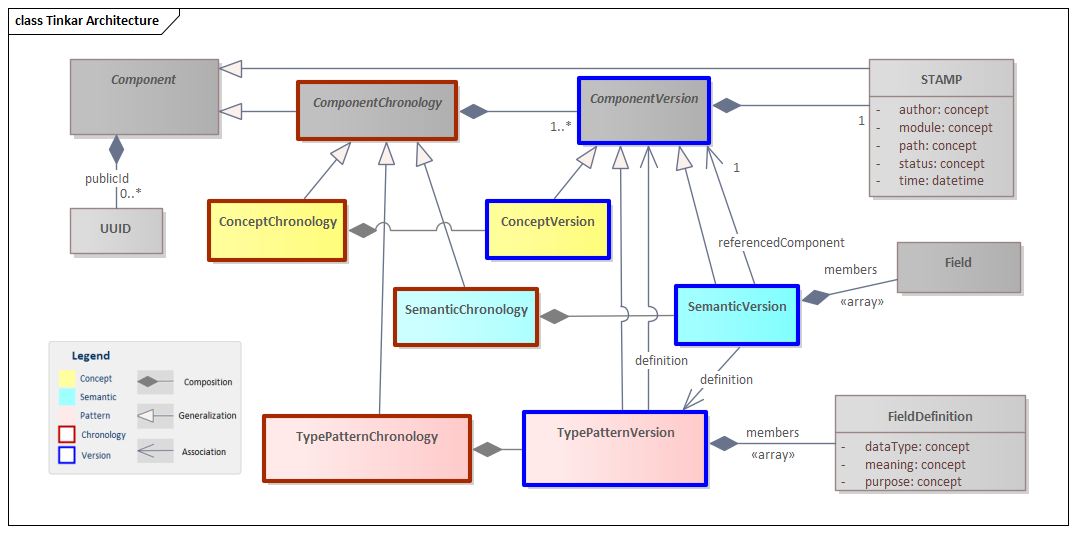 class Tinkar Architecture
Component
ComponentChronology
ComponentVersion
STAMP
- author: concept
- module: concept
- path: concept
- status: concept
- time: datetime
1..*
1
publicId
0..*
UUID
1
ConceptChronology
ConceptVersion
referencedComponent
Field
members
«array»
SemanticChronology
SemanticVersion
definition
definition
Legend
Concept
Semantic
Pattern
Chronology
Version
Composition
Generalization
Association
TypePatternChronology
TypePatternVersion
members
«array»
FieldDefinition
- dataType: concept
- meaning: concept
- purpose: concept